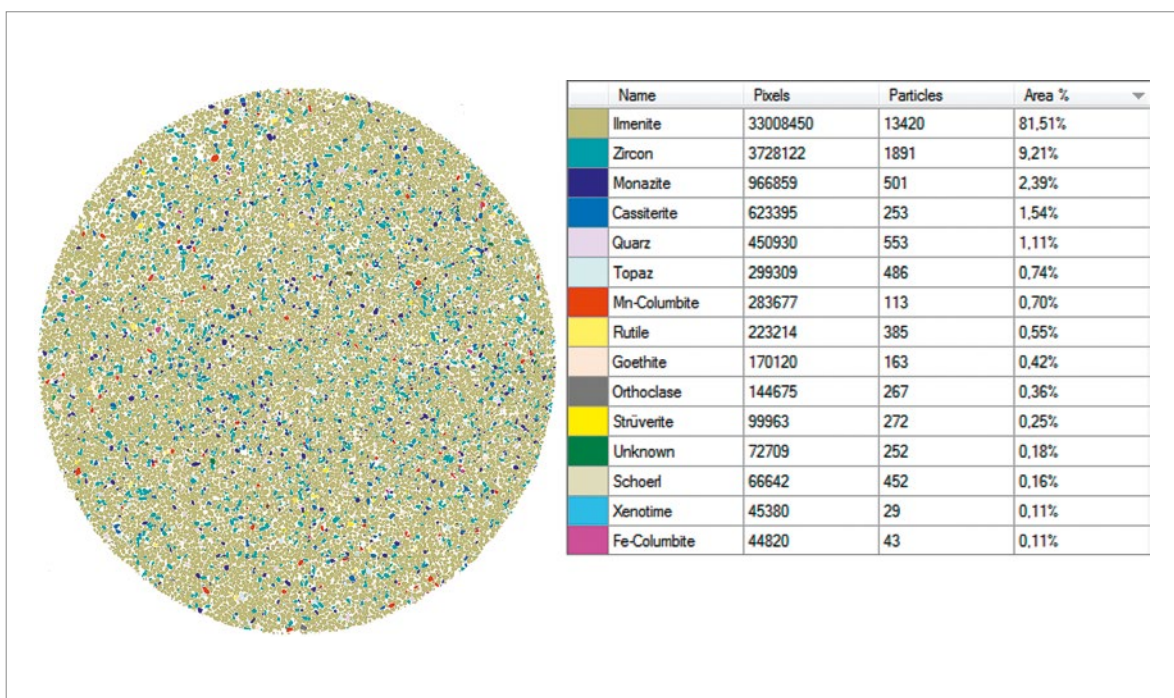 Name Pixels Particles Area %
Ilmenite 33008450 13420 81,51%
Zircon 3728122 1891 9,21%
Monazite 966859 501 2,39%
Cassiterite 623395 253 1,54%
Quarz 450930 553 1,11%
Topaz 299309 486 0,74%
Mn-Columbite 283677 113 0,70%
Rutile 223214 385 0,55%
Goethite 170120 163 0,42%
Orthoclase 144675 267 0,36%
Strüverite 99963 272 0,25%
Unknown 72709 252 0,18%
Schoerl 66642 452 0,16%
Xenotime 45380 29 0,11%
Fe-Columbite 44820 43 0,11%